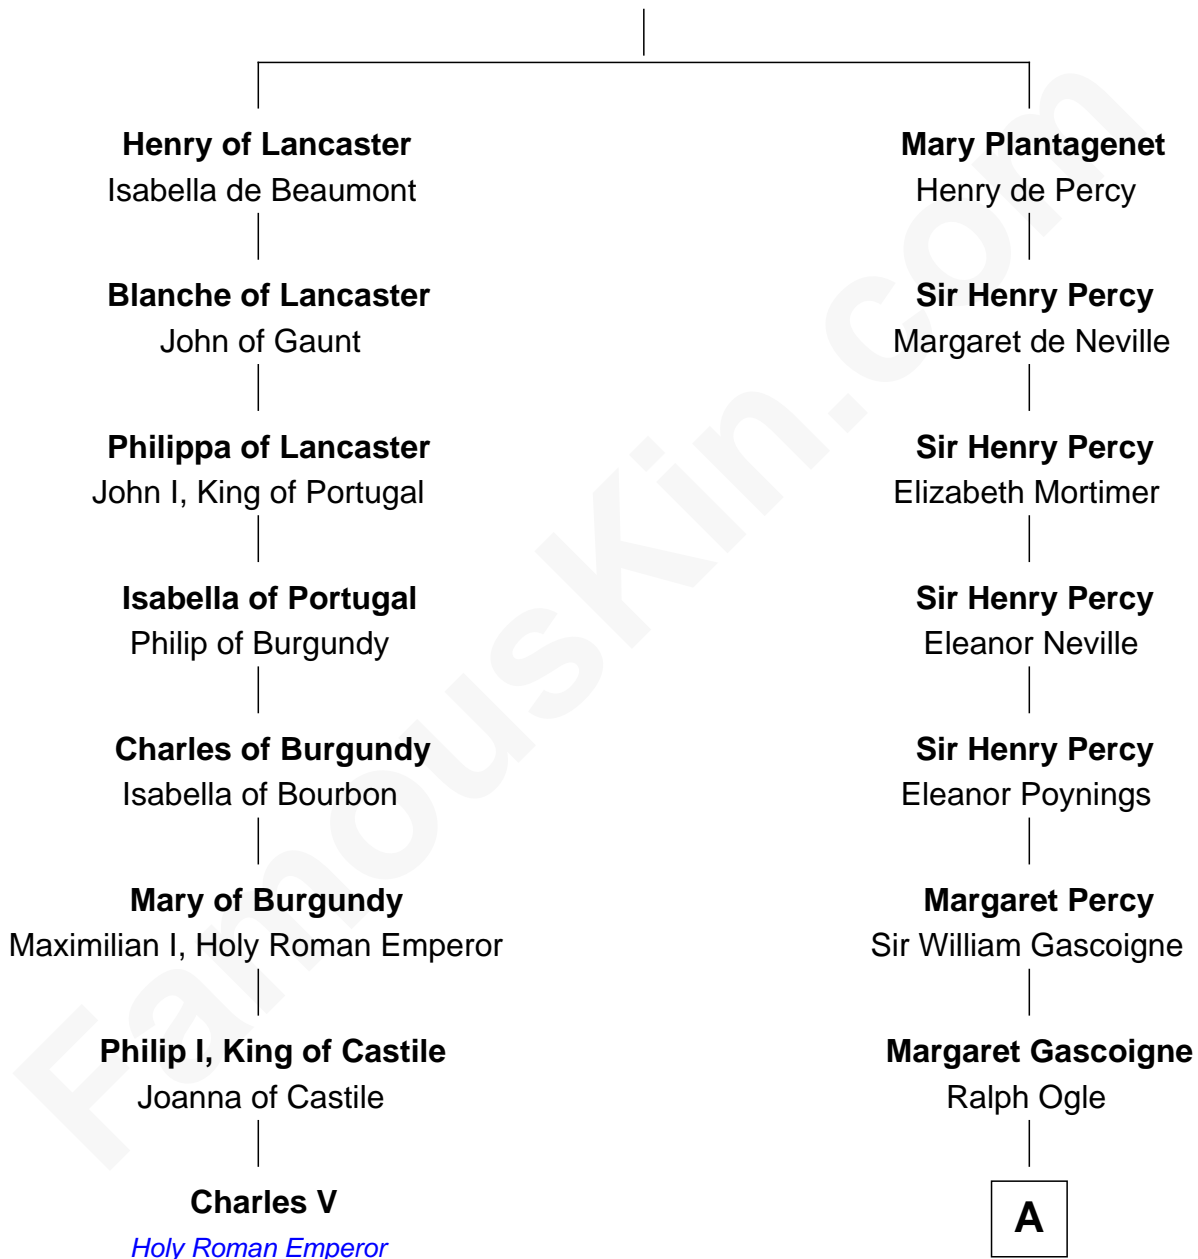 Henry of Lancaster
Isabella de Beaumont
Blanche of Lancaster
John of Gaunt
Philippa of Lancaster
John I, King of Portugal
Isabella of Portugal
Philip of Burgundy
Charles of Burgundy
Isabella of Bourbon
Mary of Burgundy
Maximilian I, Holy Roman Emperor
Philip I, King of Castile
Joanna of Castile
Charles V
Holy Roman Emperor
Mary Plantagenet
Henry de Percy
Sir Henry Percy
Margaret de Neville
Sir Henry Percy
Elizabeth Mortimer
Sir Henry Percy
Eleanor Neville
Sir Henry Percy
Eleanor Poynings
Margaret Percy
Sir William Gascoigne
Margaret Gascoigne
Ralph Ogle
A
FamousKin.com